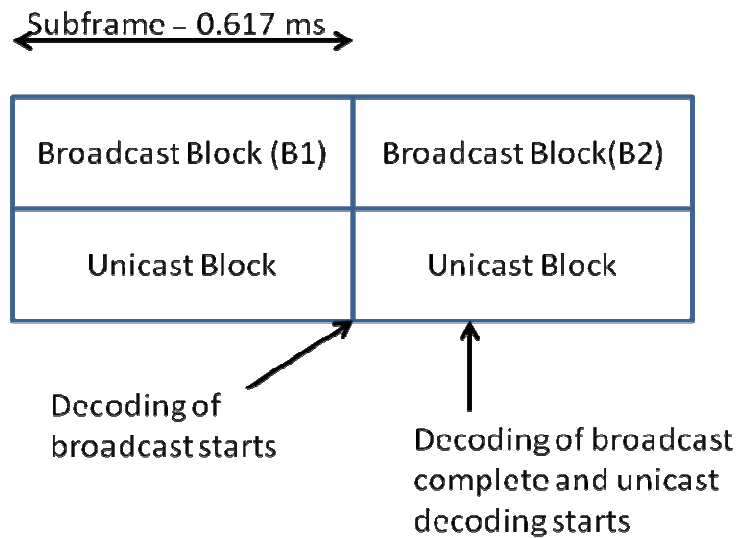 Subframe – 0.617 ms
Broadcast Block (B1)
Broadcast Block(B2)
Unicast Block
Unicast Block
Decoding of
broadcast starts
Decoding of broadcast
complete and unicast
decoding starts